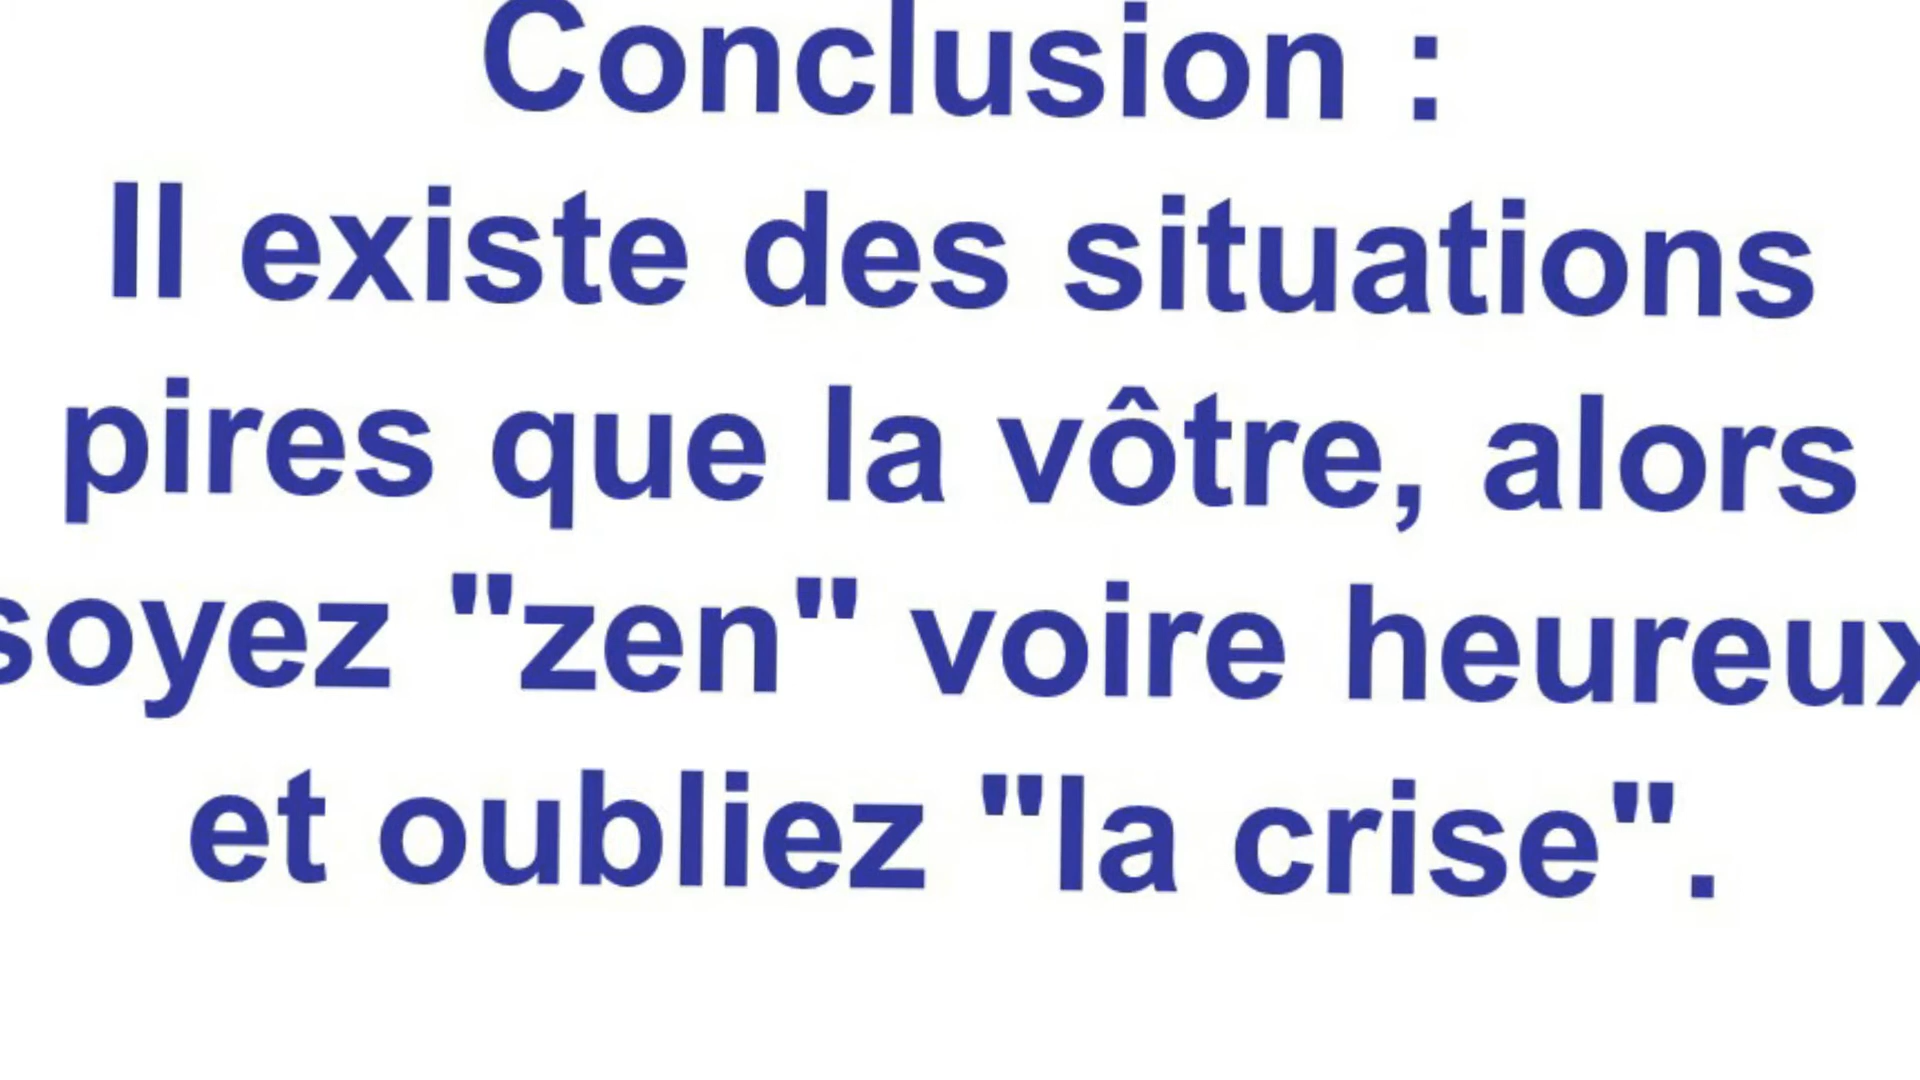 Conclusion :
Il existe des situations
pires que la vôtre, alors
soyez "zen" voire heureux
et oubliez "la crise".